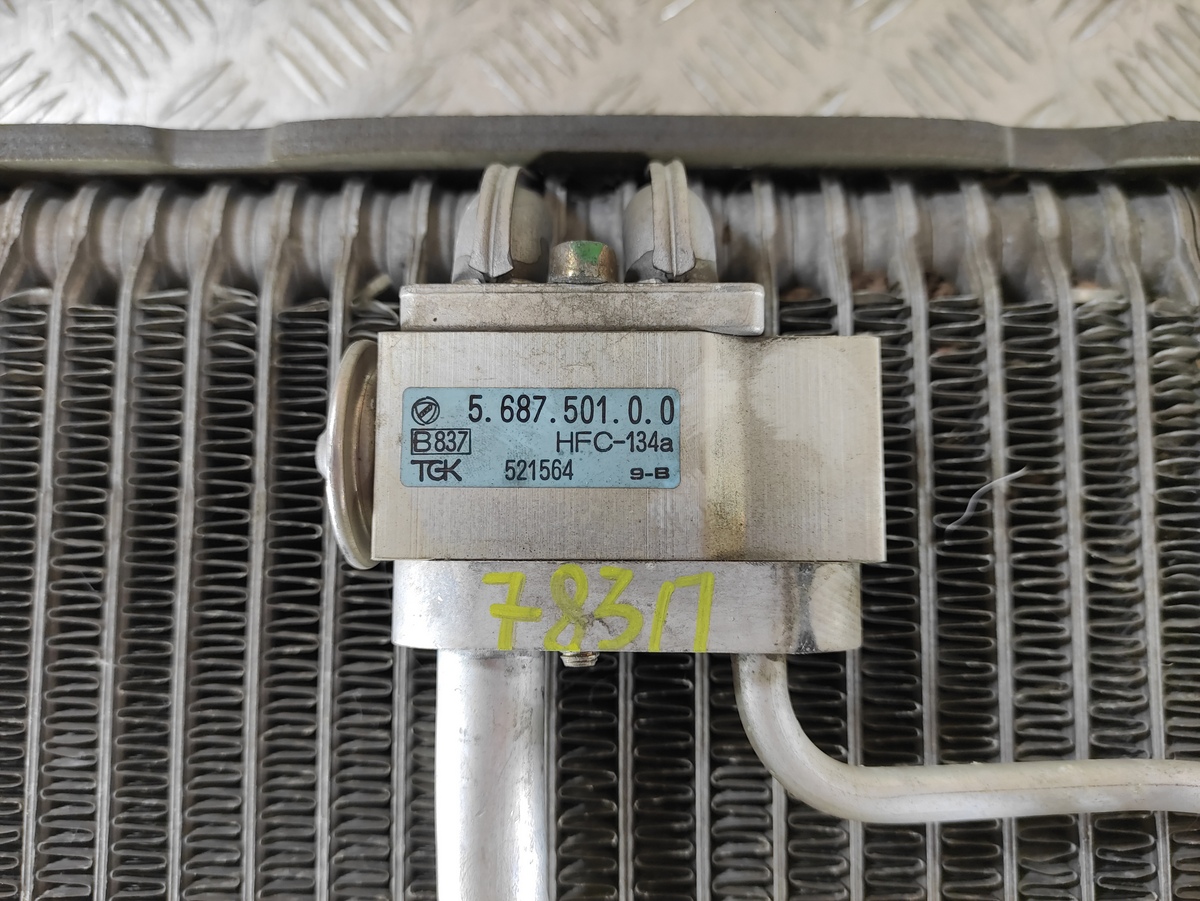 5.687.501.0.0
B837 HFC-134a
TGK 521564 9-B
783П